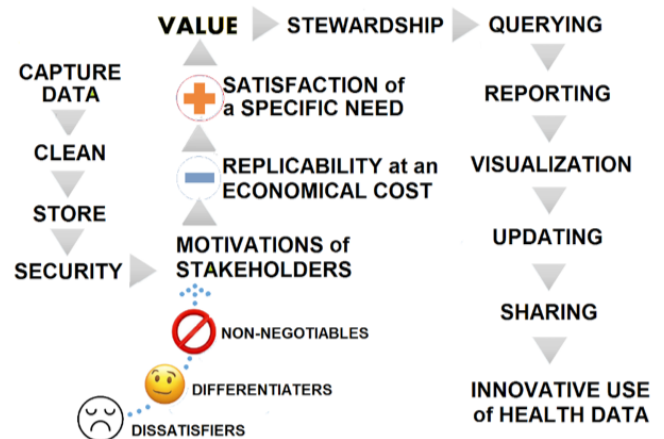 CAPTURE
DATA
CLEAN
STORE
SECURITY
MOTIVATIONS of
STAKEHOLDERS
NON-NEGOTIABLES
DIFFERENTIATERS
DISSATISFIERS
REPLICABILITY at an
ECONOMICAL COST
SATISFACTION of
a SPECIFIC NEED
VALUE
STEWARDSHIP
QUERYING
REPORTING
VISUALIZATION
UPDATING
SHARING
INNOVATIVE USE
of HEALTH DATA